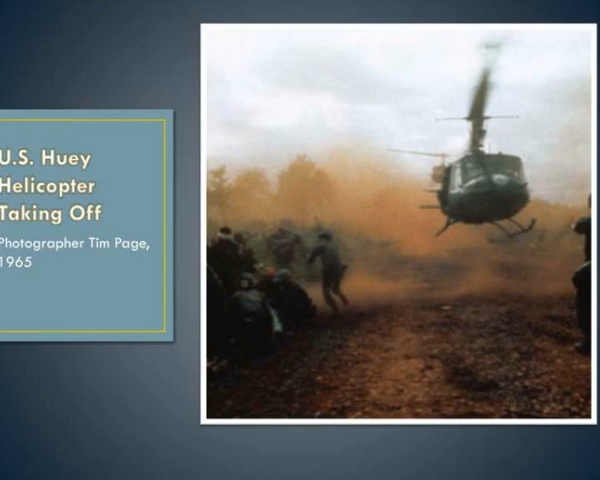 U.S. Huey
Helicopter
Taking Off
Photographer Tim Page,
1965